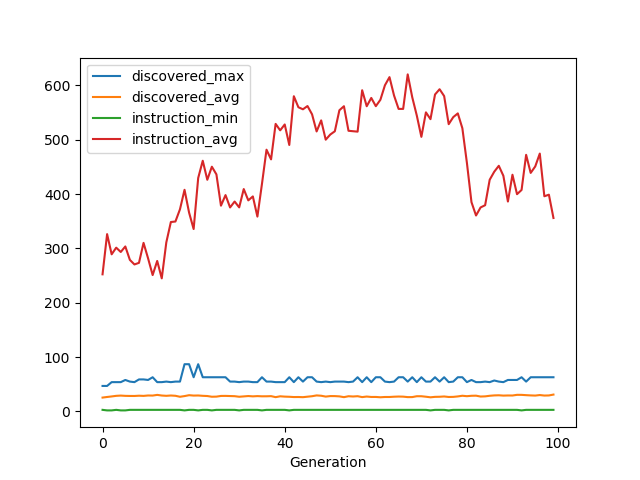 discovered_max
discovered_avg
instruction_min
instruction_avg
600
500
400
300
200
100
0
0 20 40 60 80 100
Generation